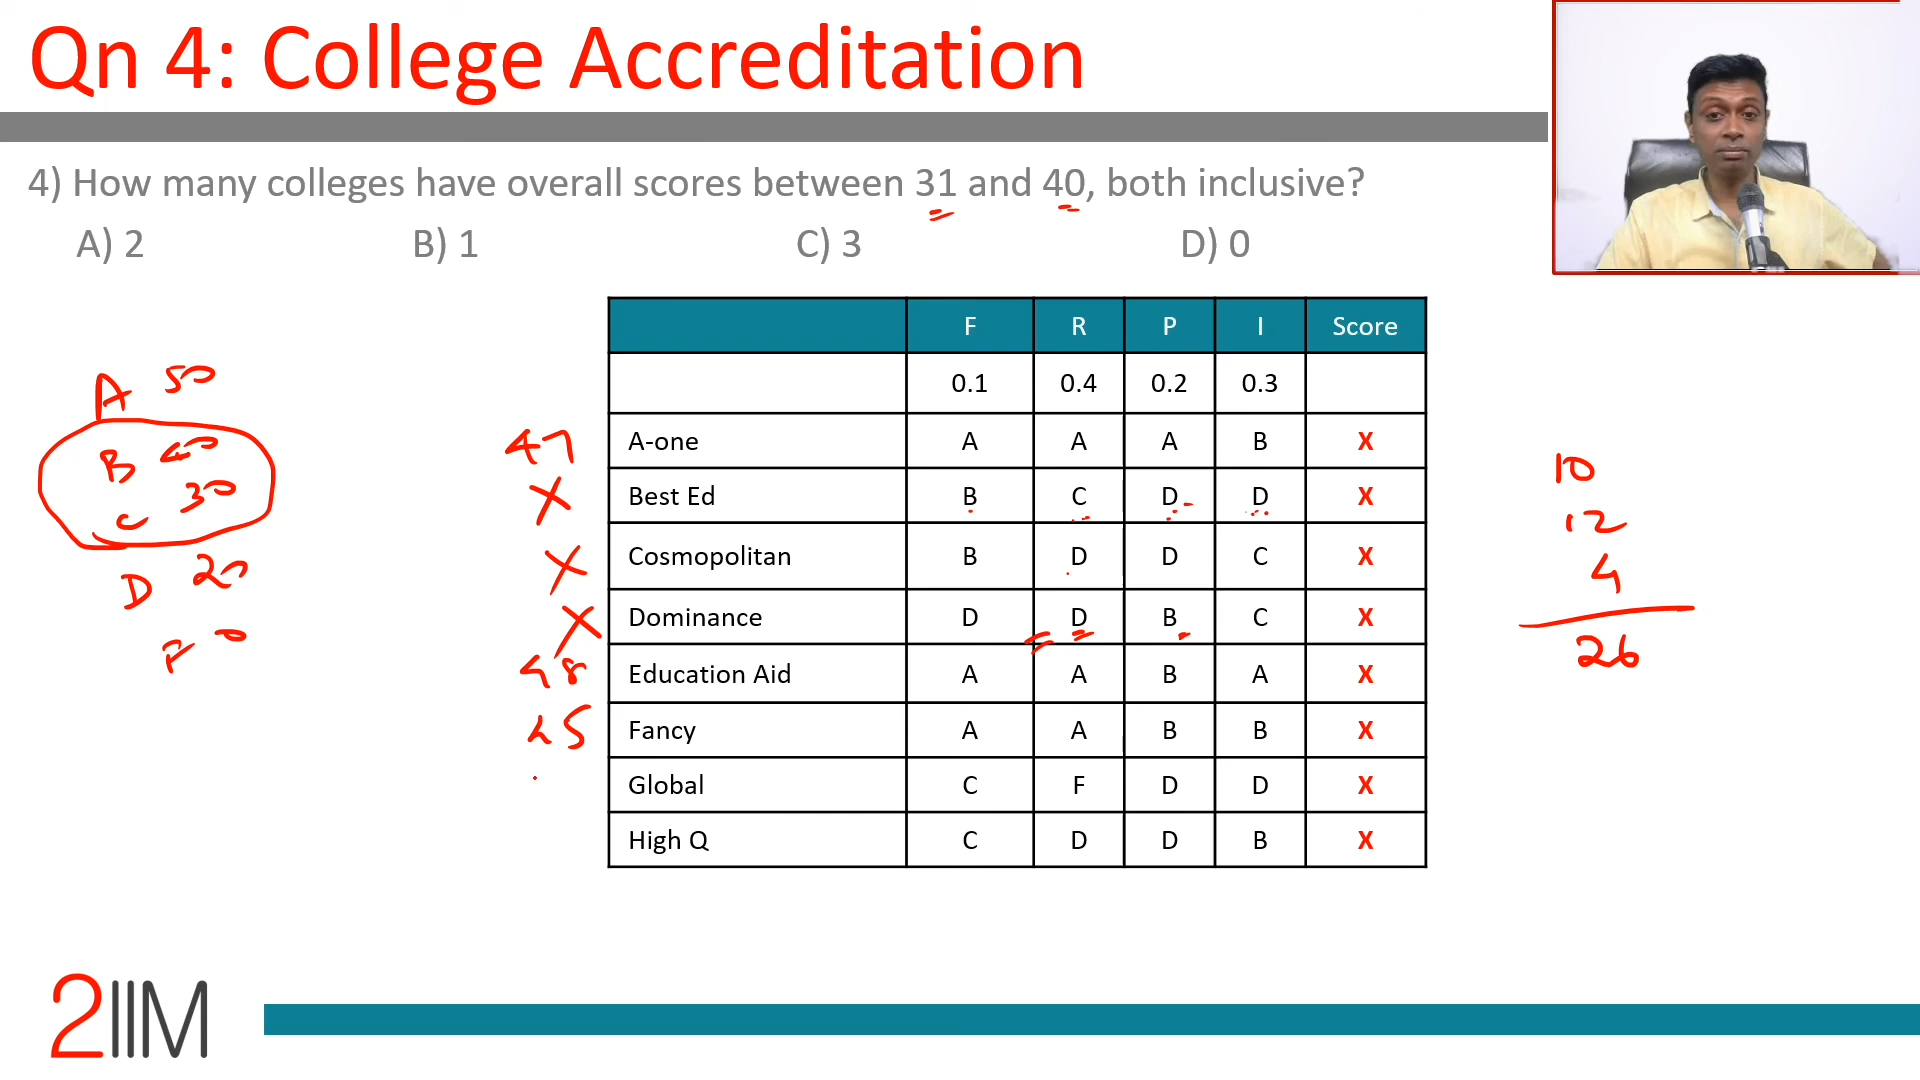 Qn 4: College Accreditation
4) How many colleges have overall scores between 31 and 40, both inclusive?
A) 2 B) 1 C) 3 D) 0
F R P I Score
0.1 0.4 0.2 0.3
A-one A A A B X
Best Ed B C D D X
Cosmopolitan B D D C X
Dominance D D B C X
Education Aid A A B A X
Fancy A A B B X
Global C F D D X
High Q C D D B X
A 50
B 40
C 30
D 20
F 0
47
X
X
X
48
45
10
12
4
26
2IIM